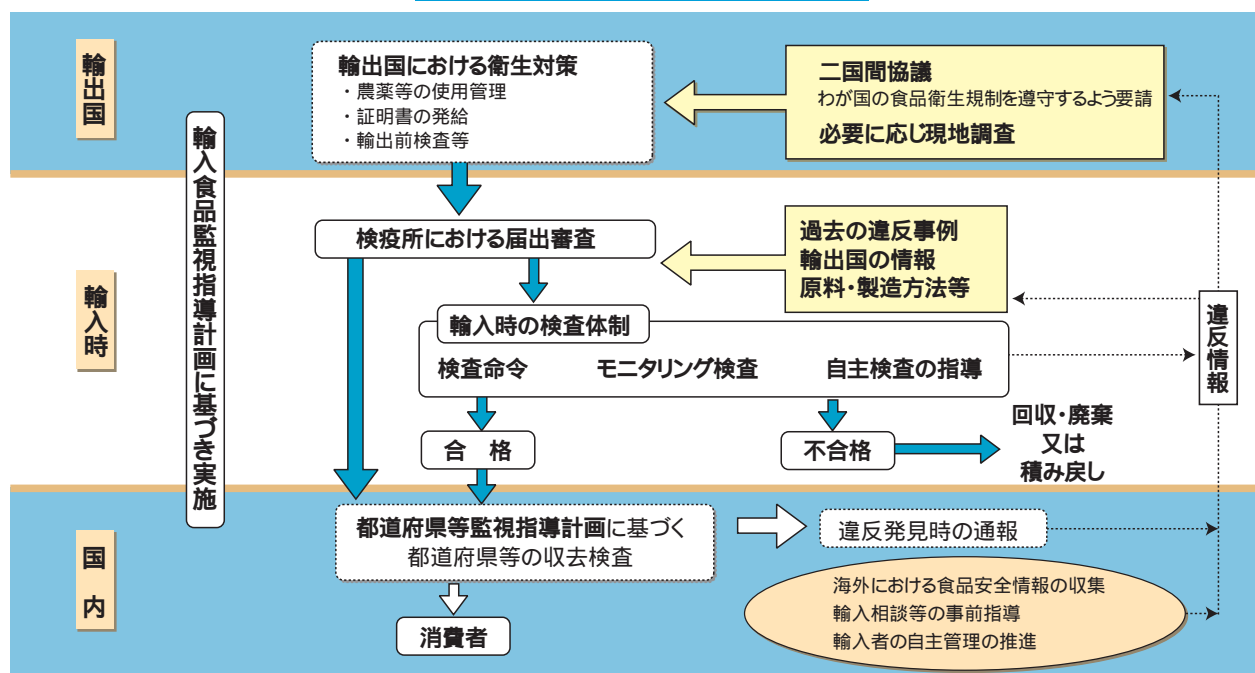 輸出国
輸出国における衛生対策
・農薬等の使用管理
・証明書の発給
・輸出前検査等
二国間協議
わが国の食品衛生規制を遵守するよう要請
必要に応じ現地調査
輸入食品監視指導計画に基づき実施
輸入時
検疫所における届出審査
過去の違反事例
輸出国の情報
原料・製造方法等
輸入時の検査体制
検査命令 モニタリング検査 自主検査の指導
違反情報
合 格
不合格
回収・廃棄
又は
積み戻し
国内
都道府県等監視指導計画に基づく
都道府県等の収去検査
違反発見時の通報
消費者
海外における食品安全情報の収集
輸入相談等の事前指導
輸入者の自主管理の推進